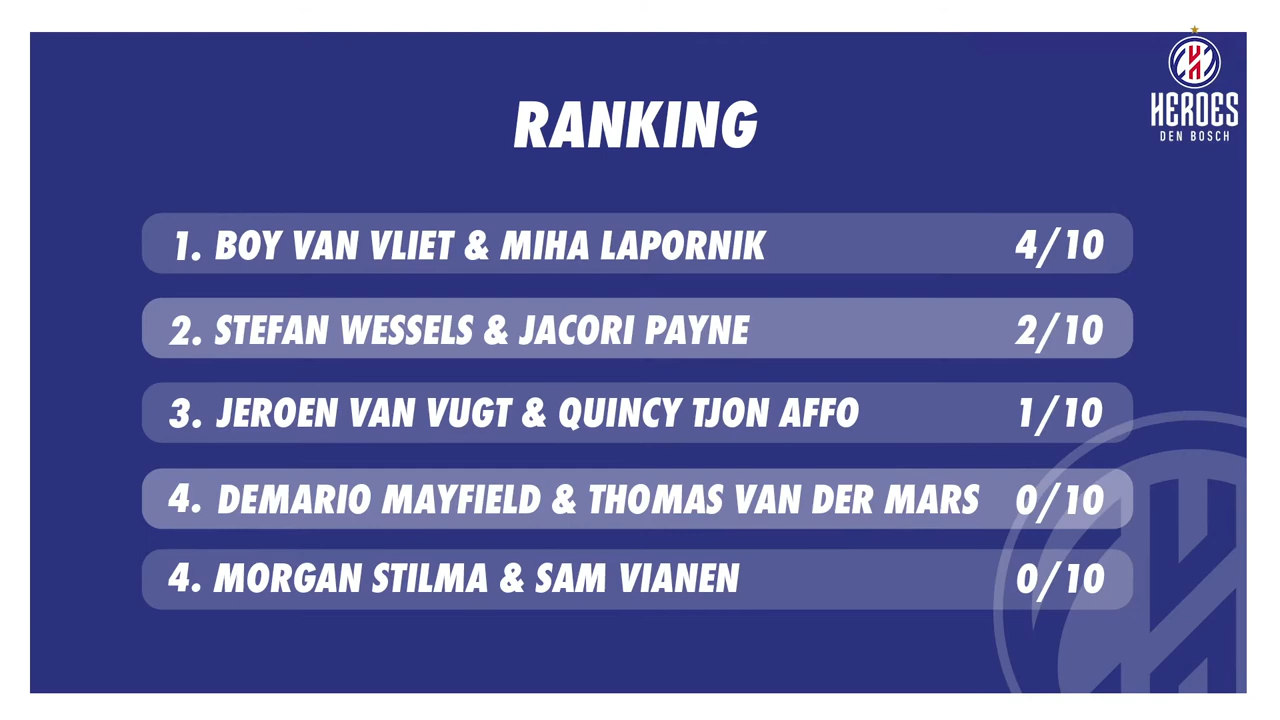 HEROES
DEN BOSCH
RANKING
1. BOY VAN VLIET & MIHA LAPORNIK 4/10
2. STEFAN WESSELS & JACORI PAYNE 2/10
3. JEROEN VAN VUGT & QUINCY TJON AFFO 1/10
4. DEMARIO MAYFIELD & THOMAS VAN DER MARS 0/10
4. MORGAN STILMA & SAM VIANEN 0/10